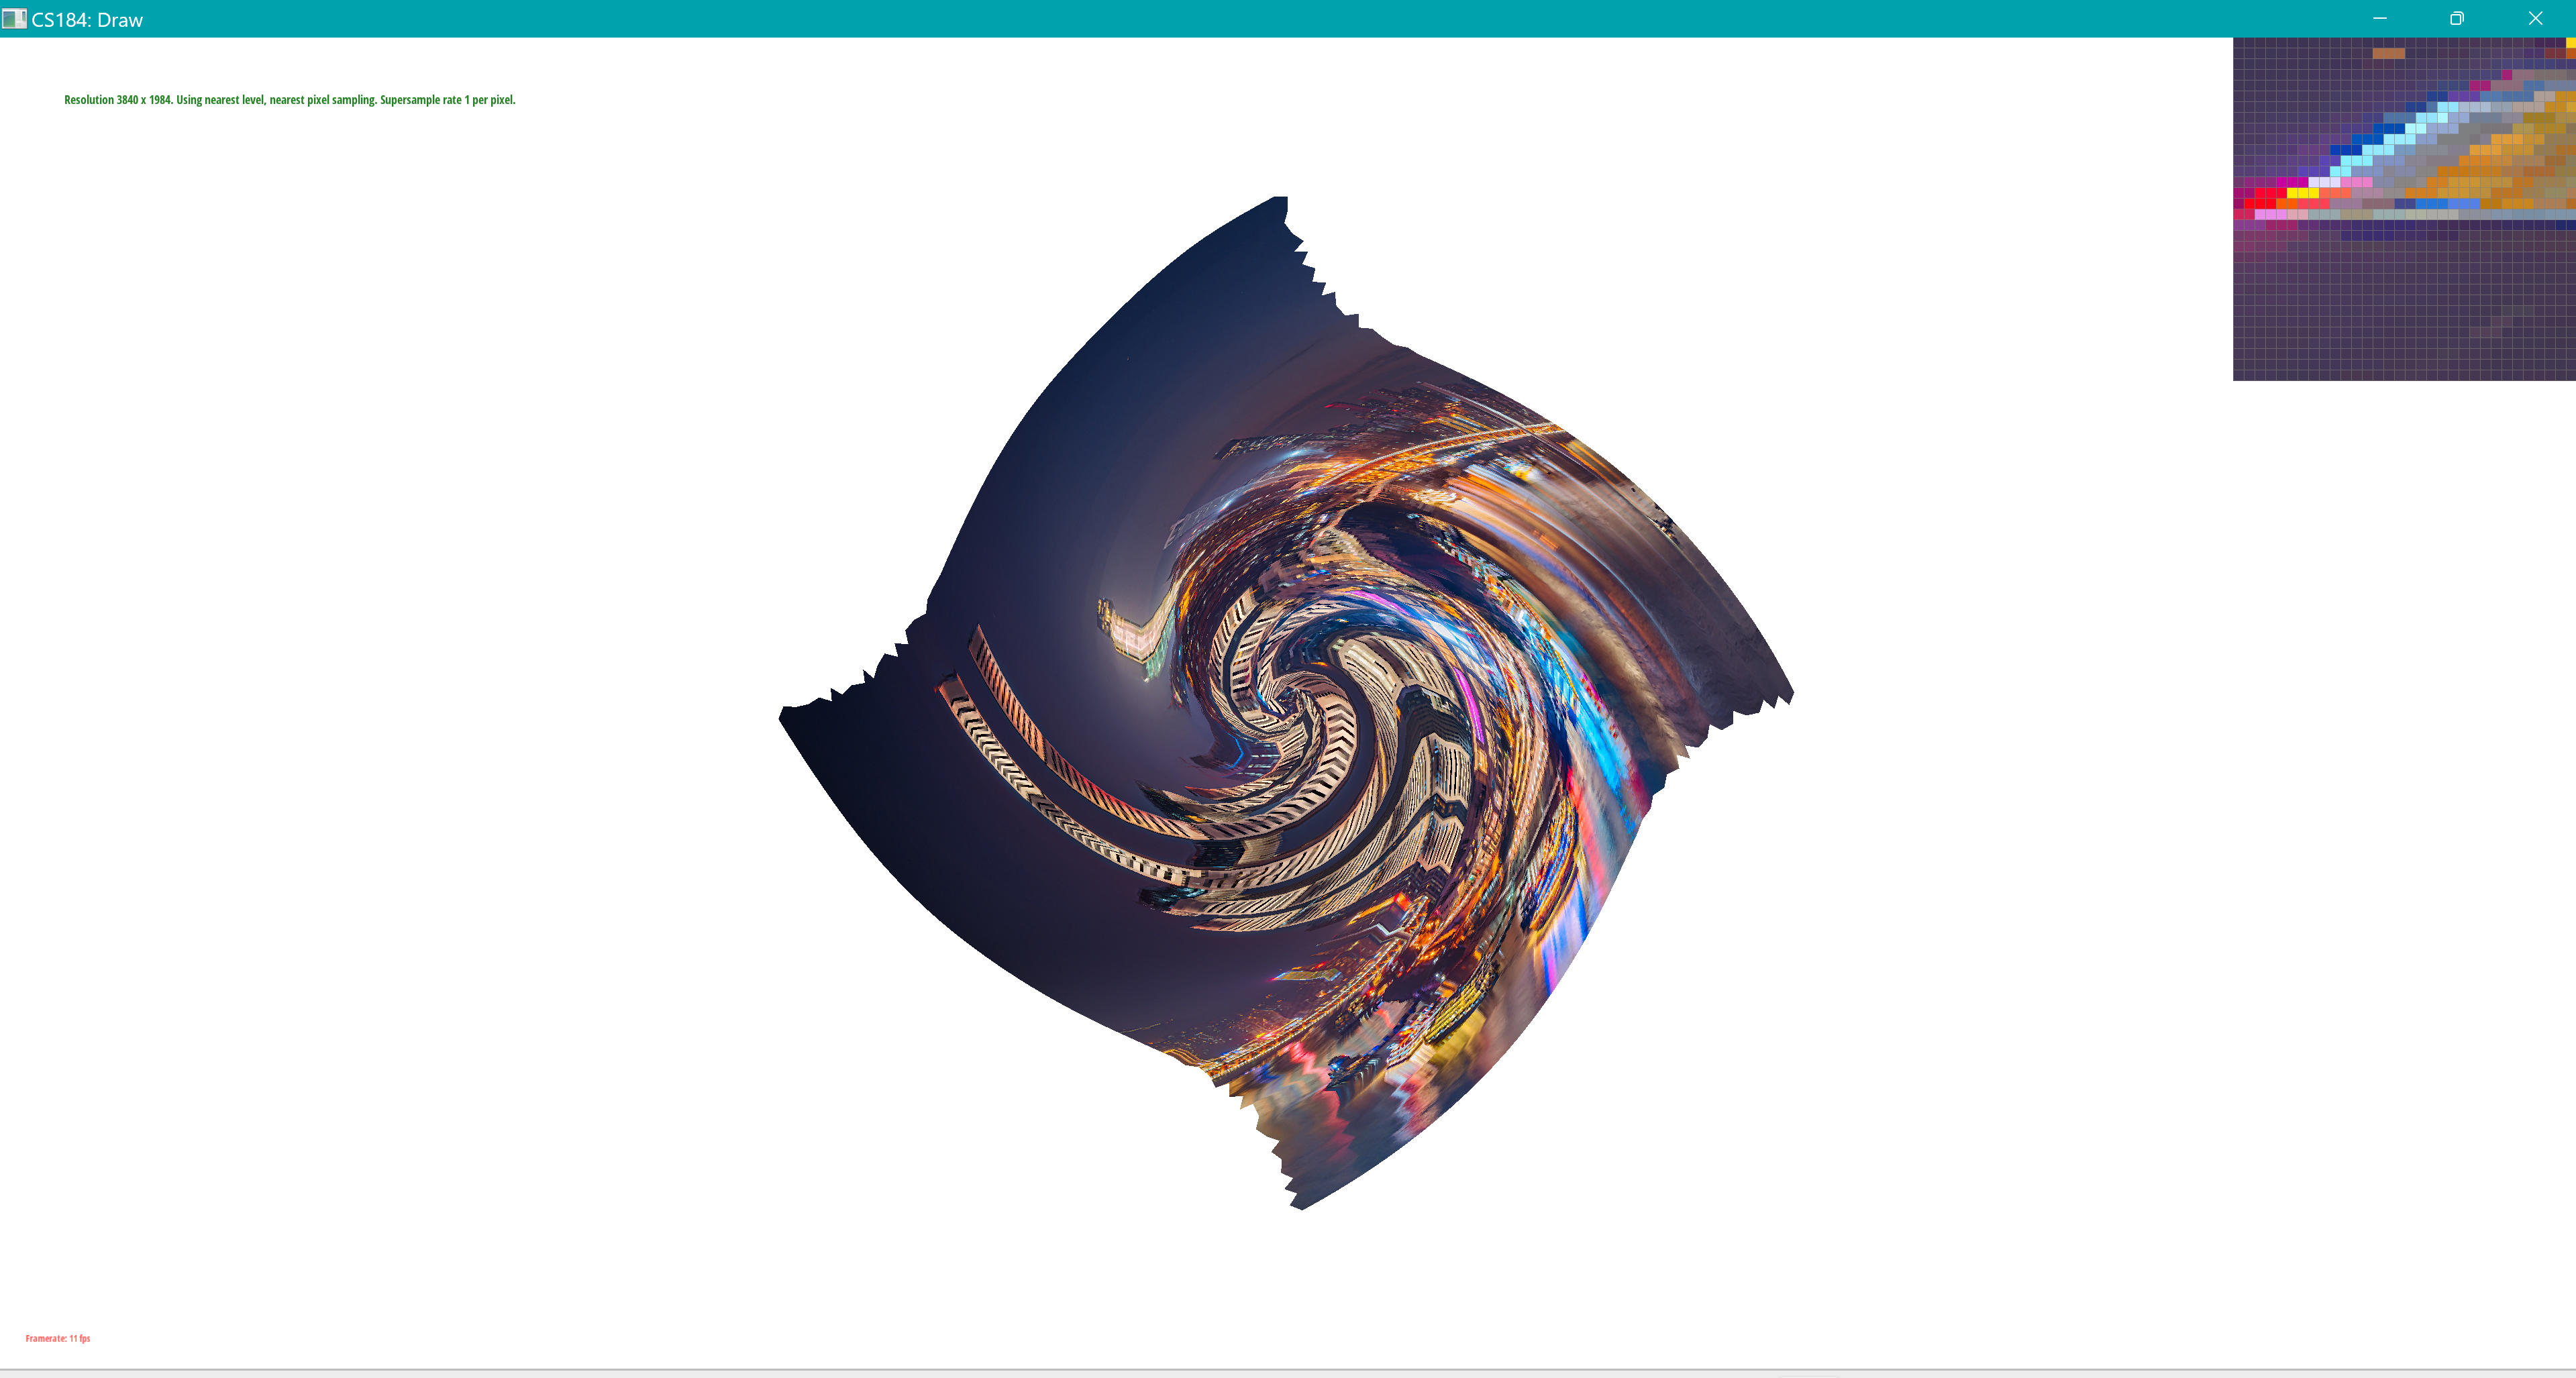 CS184: Draw
Resolution 3840 x 1984. Using nearest level, nearest pixel sampling. Supersample rate 1 per pixel.
Framerate: 11 fps